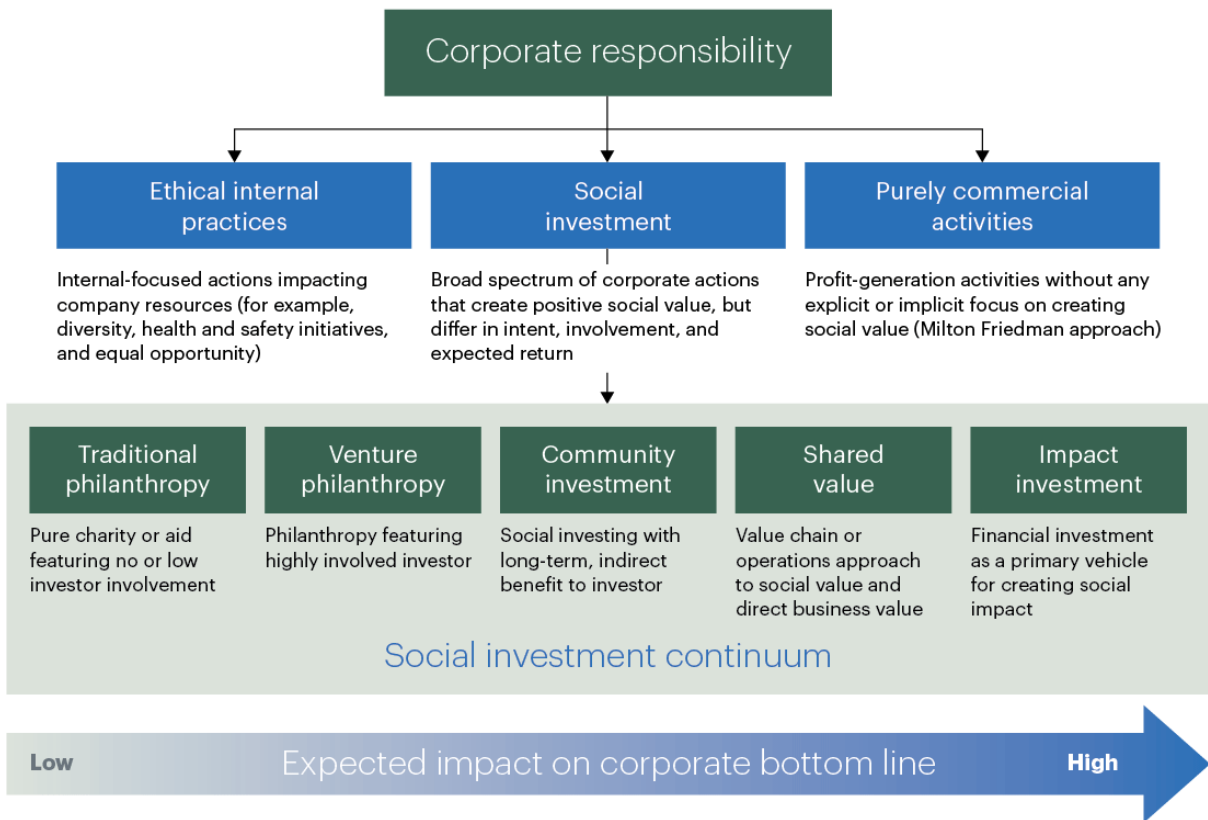 Corporate responsibility
Ethical internal
practices
Internal-focused actions impacting
company resources (for example,
diversity, health and safety initiatives,
and equal opportunity)
Social
investment
Broad spectrum of corporate actions
that create positive social value, but
differ in intent, involvement, and
expected return
Purely commercial
activities
Profit-generation activities without any
explicit or implicit focus on creating
social value (Milton Friedman approach)
Traditional
philanthropy
Pure charity or aid
featuring no or low
investor involvement
Venture
philanthropy
Philanthropy featuring
highly involved investor
Community
investment
Social investing with
long-term, indirect
benefit to investor
Shared
value
Value chain or
operations approach
to social value and
direct business value
Impact
investment
Financial investment
as a primary vehicle
for creating social
impact
Social investment continuum
Low
Expected impact on corporate bottom line
High